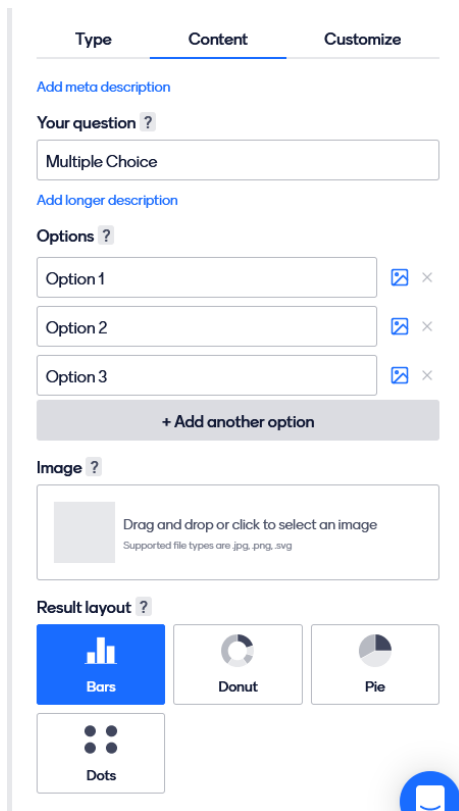 Type Content Customize
Add meta description
Your question ?
Multiple Choice
Add longer description
Options ?
Option 1
Option 2
Option 3
+ Add another option
Image ?
Drag and drop or click to select an image
Supported file types are .jpg, .png, .svg
Result layout ?
Bars Donut Pie
Dots